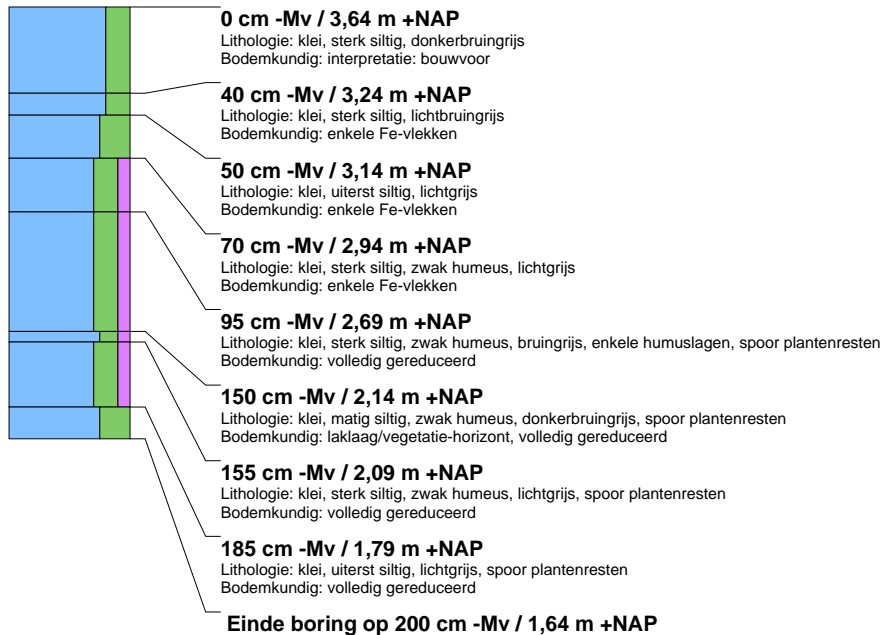 0 cm -Mv / 3,64 m +NAP
Lithologie: klei, sterk siltig, donkerbruingrijs
Bodemkundig: interpretatie: bouwvoor
40 cm -Mv / 3,24 m +NAP
Lithologie: klei, sterk siltig, lichtbruingrijs
Bodemkundig: enkele Fe-vlekken
50 cm -Mv / 3,14 m +NAP
Lithologie: klei, uiterst siltig, lichtgrijs
Bodemkundig: enkele Fe-vlekken
70 cm -Mv / 2,94 m +NAP
Lithologie: klei, sterk siltig, zwak humeus, lichtgrijs
Bodemkundig: enkele Fe-vlekken
95 cm -Mv / 2,69 m +NAP
Lithologie: klei, sterk siltig, zwak humeus, bruingrijs, enkele humuslagen, spoor plantenresten
Bodemkundig: volledig gereduceerd
150 cm -Mv / 2,14 m +NAP
Lithologie: klei, matig siltig, zwak humeus, donkerbruingrijs, spoor plantenresten
Bodemkundig: laklaag/vegetatie-horizont, volledig gereduceerd
155 cm -Mv / 2,09 m +NAP
Lithologie: klei, sterk siltig, zwak humeus, lichtgrijs, spoor plantenresten
Bodemkundig: volledig gereduceerd
185 cm -Mv / 1,79 m +NAP
Lithologie: klei, uiterst siltig, lichtgrijs, spoor plantenresten
Bodemkundig: volledig gereduceerd
Einde boring op 200 cm -Mv / 1,64 m +NAP